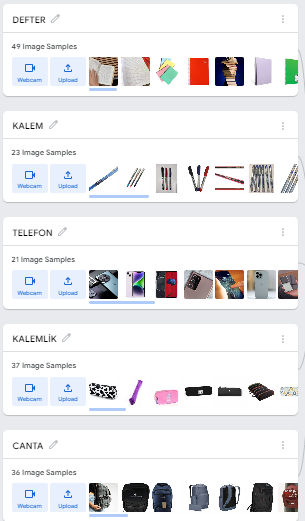 DEFTER
49 Image Samples
Webcam Upload
KALEM
23 Image Samples
Webcam Upload
TELEFON
21 Image Samples
Webcam Upload
KALEMLİK
37 Image Samples
Webcam Upload
CANTA
36 Image Samples
Webcam Upload